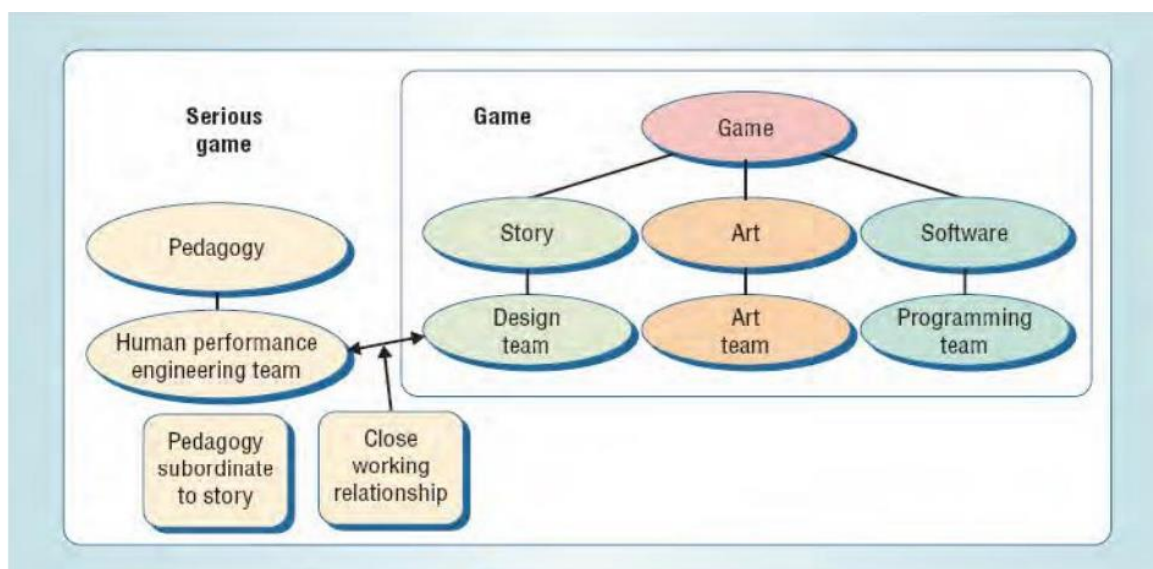 Serious
game
Game
Game
Story
Art
Software
Pedagogy
Design
team
Art
team
Programming
team
Human performance
engineering team
Pedagogy
subordinate
to story
Close
working
relationship